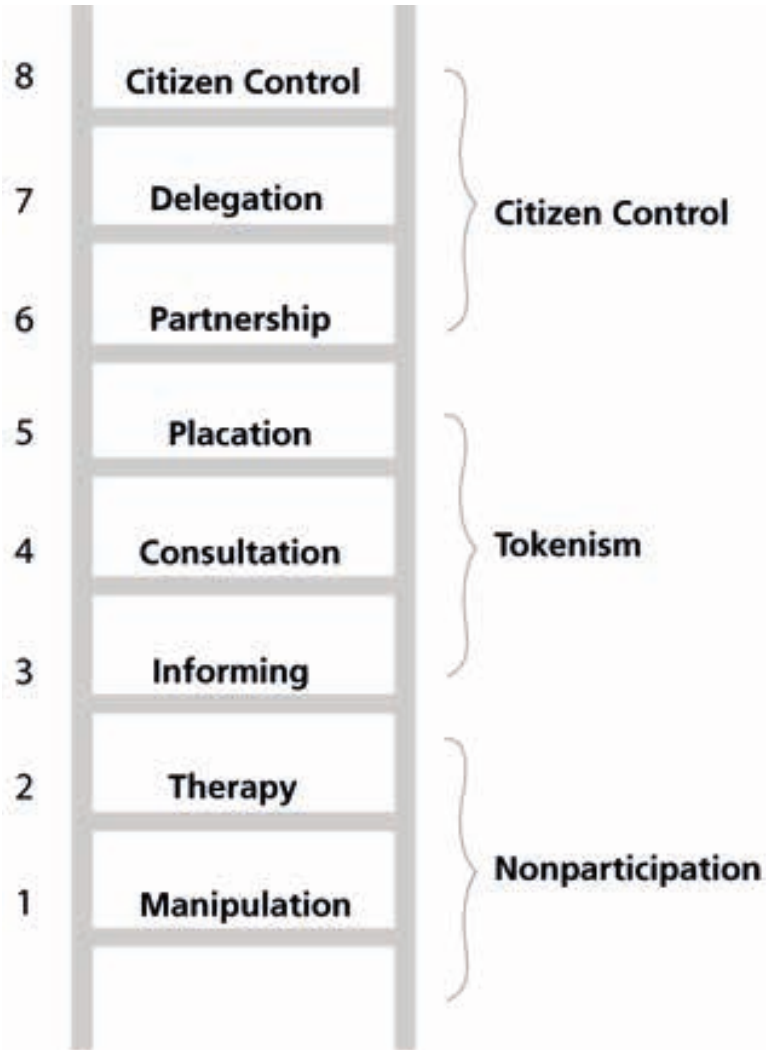 8 Citizen Control
7 Delegation
Citizen Control
6 Partnership
5 Placation
4 Consultation
Tokenism
3 Informing
2 Therapy
Nonparticipation
1 Manipulation